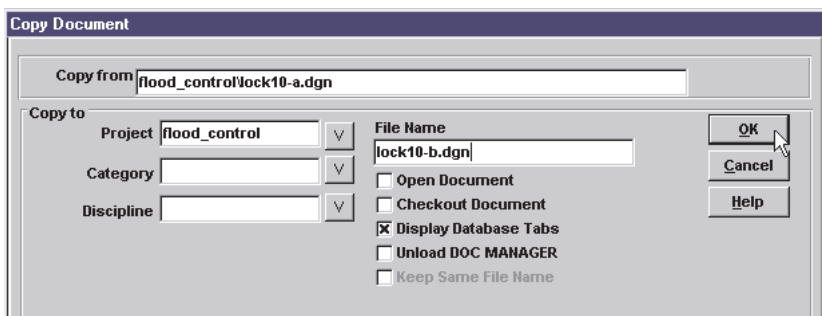 Copy Document
Copy from flood_control\lock10-a.dgn
Copy to
Project flood_control V
Category V
Discipline V
File Name
lock10-b.dgn
Open Document
Checkout Document
Display Database Tabs
Unload DOC MANAGER
Keep Same File Name
OK
Cancel
Help